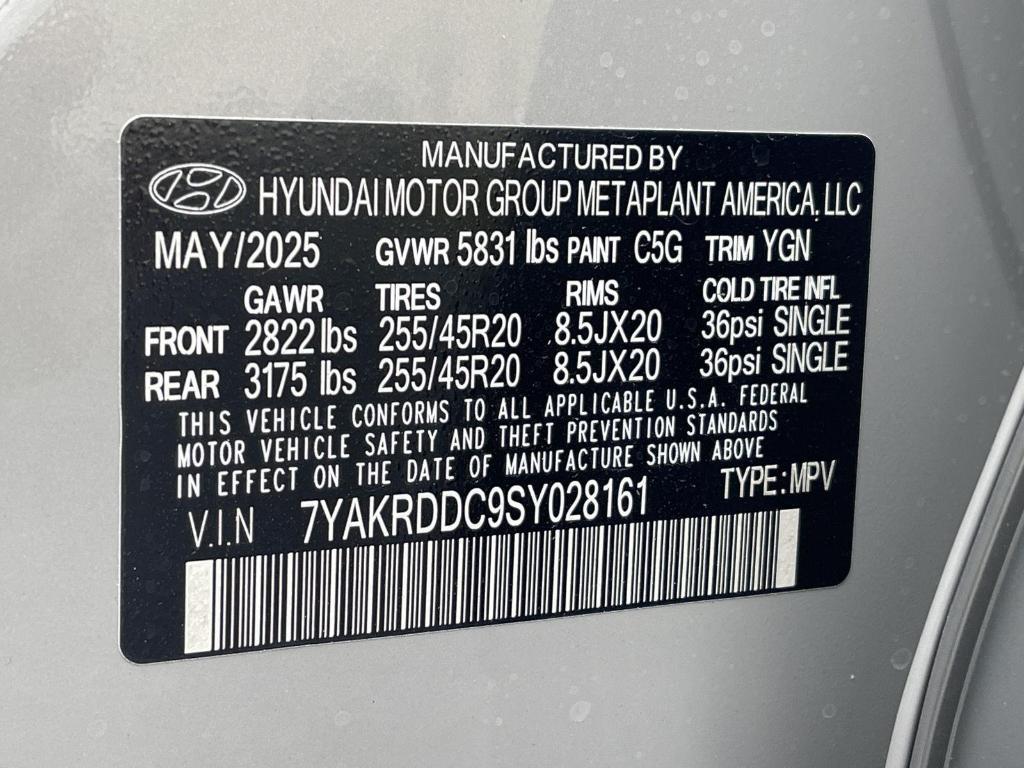 MANUFACTURED BY
HYUNDAI MOTOR GROUP METAPLANT AMERICA, LLC
MAY/2025 GVWR 5831 lbs PAINT C5G TRIM YGN
GAWR TIRES RIMS COLD TIRE INFL
FRONT 2822 lbs 255/45R20 8.5JX20 36psi SINGLE
REAR 3175 lbs 255/45R20 8.5JX20 36psi SINGLE
THIS VEHICLE CONFORMS TO ALL APPLICABLE U.S.A. FEDERAL
MOTOR VEHICLE SAFETY AND THEFT PREVENTION STANDARDS
IN EFFECT ON THE DATE OF MANUFACTURE SHOWN ABOVE
V.I.N 7YAKRDDC9SY028161 TYPE: MPV